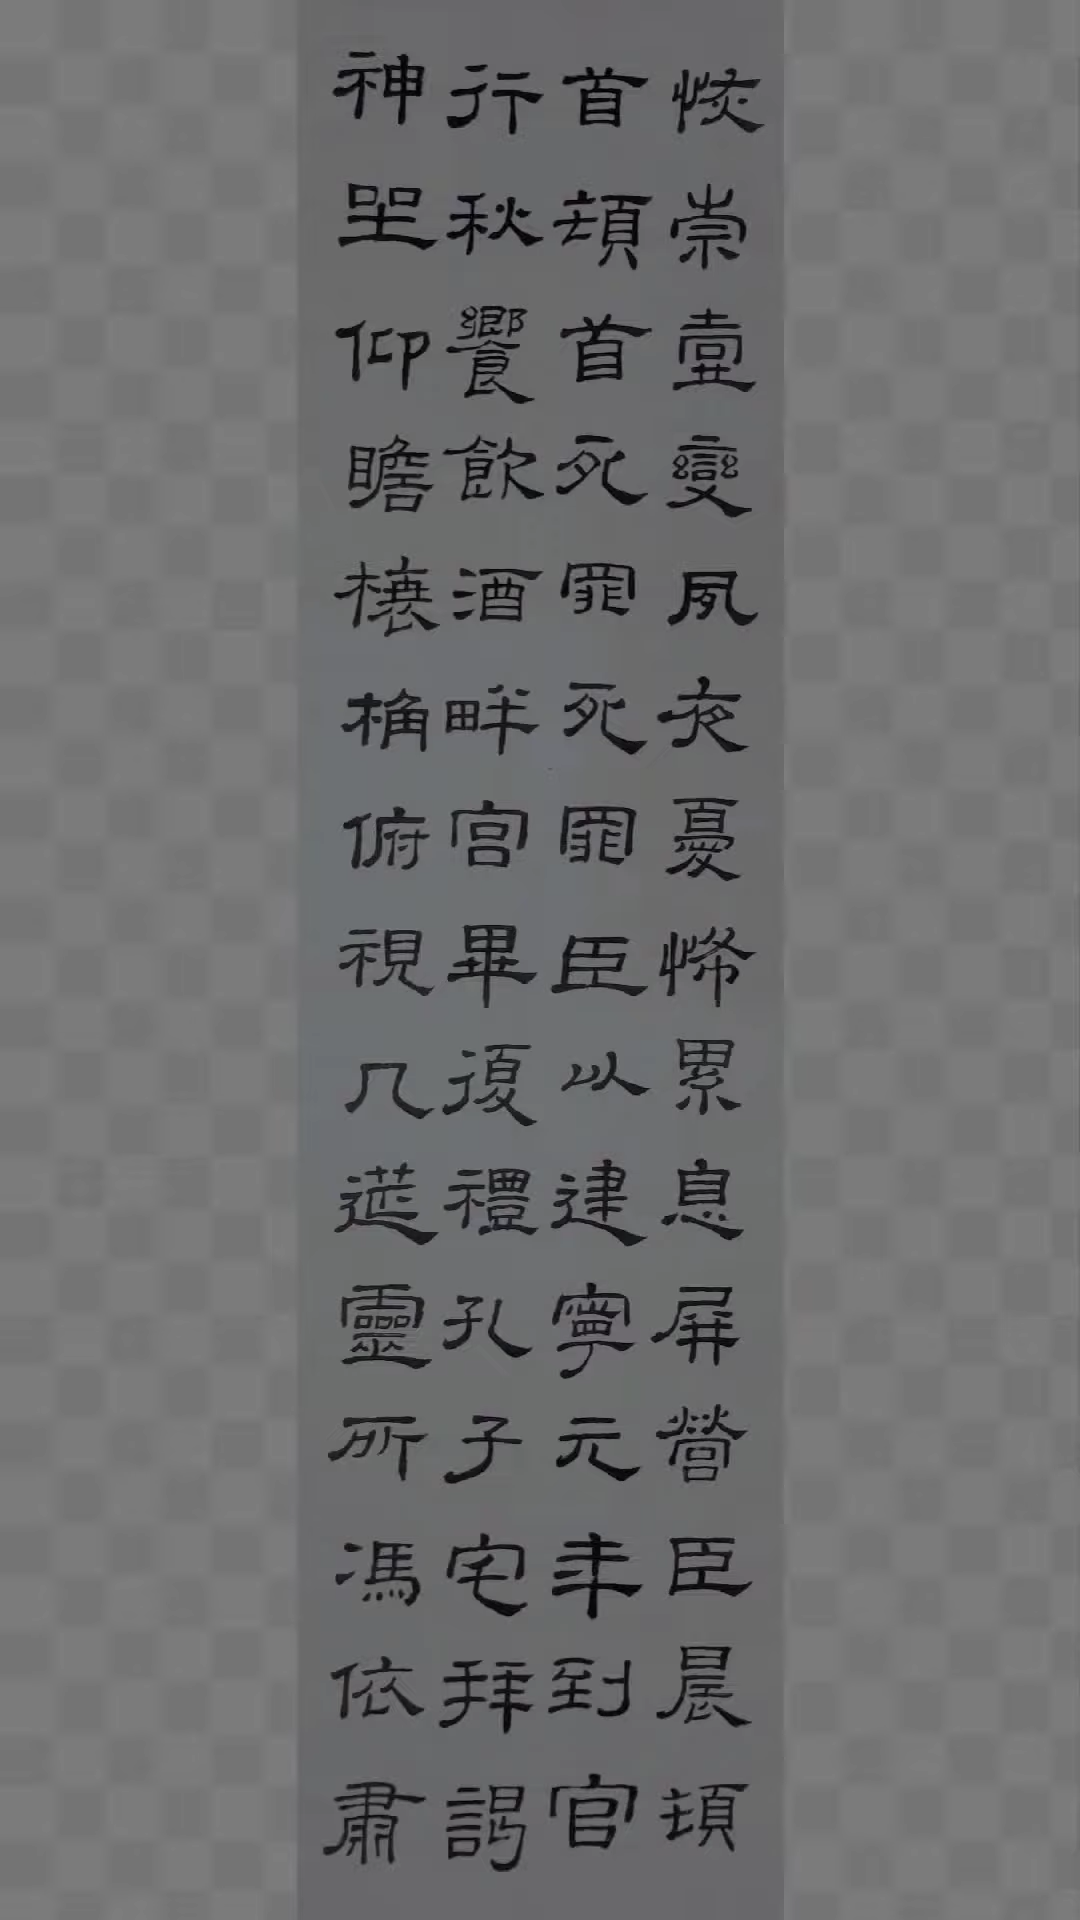 恢崇壹變夙夜憂怖累息屏營臣晨頓
首頓首死罪死罪臣以建寧元年到官
行秋饗飲酒畔宮畢復禮孔子宅拜謁
神坐仰瞻榱桷俯視几筵靈所馮依肅